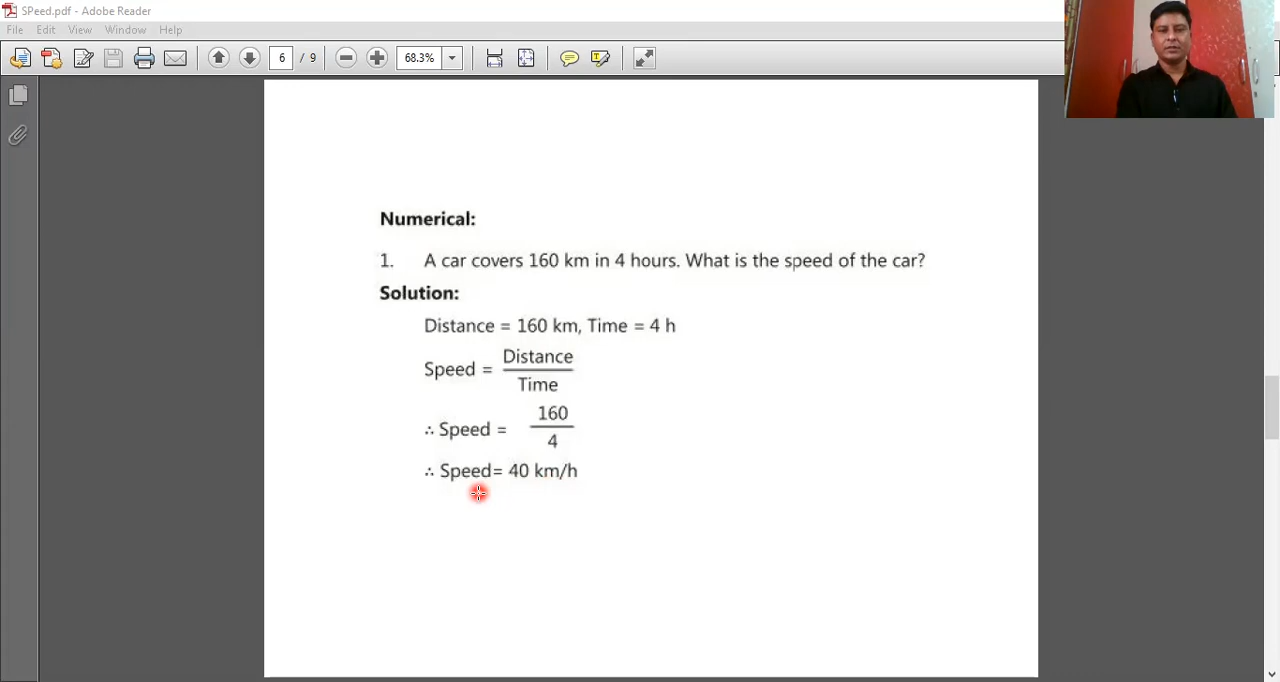 SPeed.pdf - Adobe Reader
File Edit View Window Help
6 / 9 68.3%
Numerical:
1. A car covers 160 km in 4 hours. What is the speed of the car?
Solution:
Distance = 160 km, Time = 4 h
Speed = Distance / Time
∴ Speed = 160 / 4
∴ Speed= 40 km/h